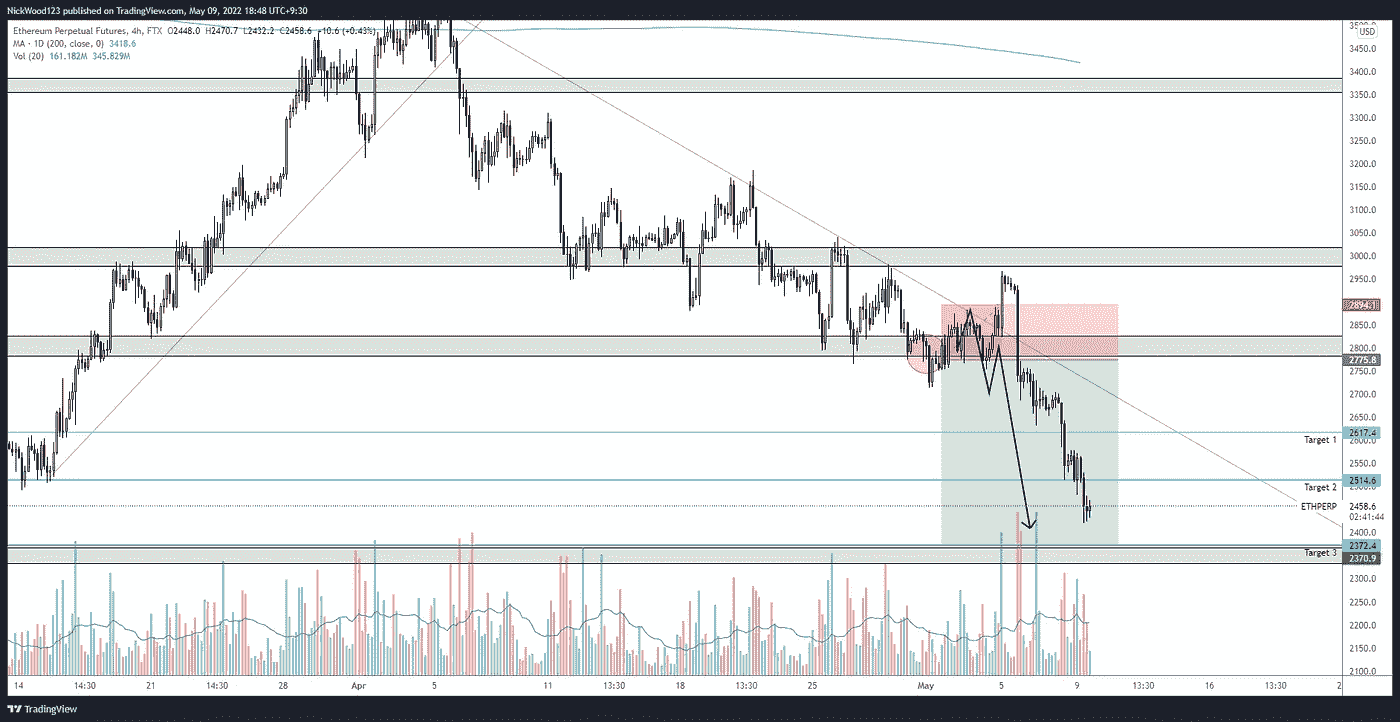 NickWood123 published on TradingView.com, May 09, 2022 18:48 UTC+9:30
Ethereum Perpetual Futures, 4h, FTX O2448.0 H2470.7 L2432.2 C2458.6 +10.6 (+0.43%)
MA · 1D (200, close, 0) 3418.6
Vol (20) 161.182M 345.829M
USD
3450.0
3400.0
3350.0
3300.0
3250.0
3200.0
3150.0
3100.0
3050.0
3000.0
2950.0
2894.1
2850.0
2800.0
2775.8
2750.0
2700.0
2650.0
2617.4
Target 1
2600.0
2550.0
2514.6
Target 2
ETHPERP 2458.6
02:41:44
2400.0
2372.4
Target 3
2370.9
2300.0
2250.0
2200.0
2150.0
2100.0
14 14:30 21 14:30 28 Apr 5 11 13:30 18 13:30 25 May 5 9 13:30 16 13:30 2
TradingView